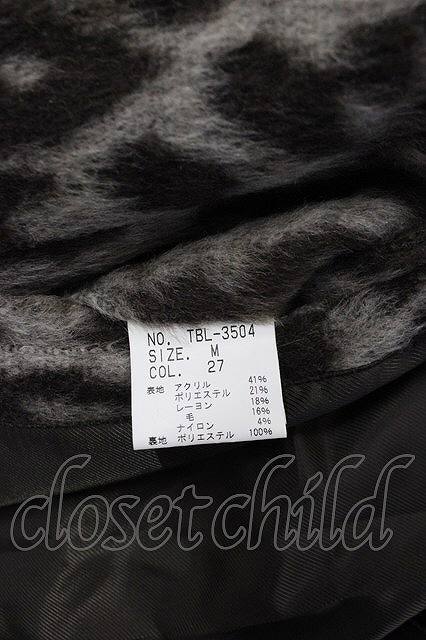 NO. TBL-3504
SIZE. M
COL. 27
表地 アクリル 41%
ポリエステル 21%
レーヨン 18%
毛 16%
ナイロン 4%
裏地 ポリエステル 100%
closetchild